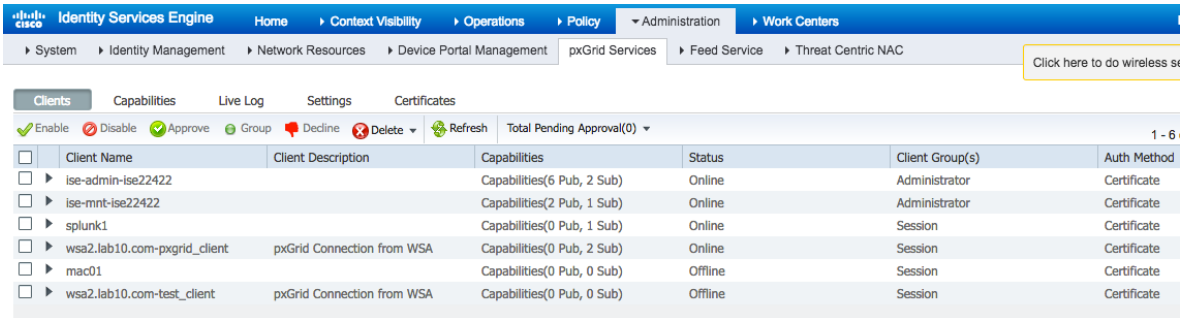 cisco Identity Services Engine Home Context Visibility Operations Policy Administration Work Centers
System Identity Management Network Resources Device Portal Management pxGrid Services Feed Service Threat Centric NAC
Click here to do wireless se
Clients Capabilities Live Log Settings Certificates
Enable Disable Approve Group Decline Delete Refresh Total Pending Approval(0)
1 - 6
Client Name Client Description Capabilities Status Client Group(s) Auth Method
ise-admin-ise22422 Capabilities(6 Pub, 2 Sub) Online Administrator Certificate
ise-mnt-ise22422 Capabilities(2 Pub, 1 Sub) Online Administrator Certificate
splunk1 Capabilities(0 Pub, 1 Sub) Online Session Certificate
wsa2.lab10.com-pxgrid_client pxGrid Connection from WSA Capabilities(0 Pub, 2 Sub) Online Session Certificate
mac01 Capabilities(0 Pub, 0 Sub) Offline Session Certificate
wsa2.lab10.com-test_client pxGrid Connection from WSA Capabilities(0 Pub, 0 Sub) Offline Session Certificate